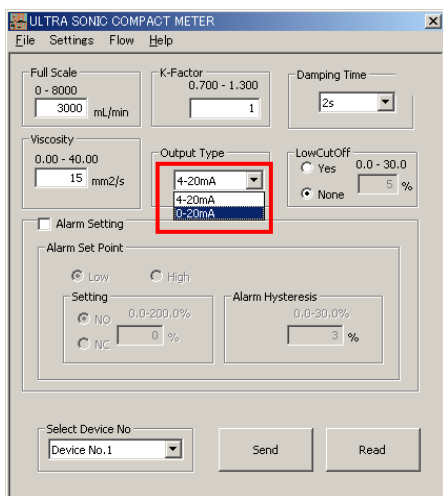 ULTRA SONIC COMPACT METER
File Settings Flow Help
Full Scale
0 - 8000
3000 mL/min
K-Factor
0.700 - 1.300
1
Damping Time
2s
Viscosity
0.00 - 40.00
15 mm2/s
Output Type
4-20mA
4-20mA
0-20mA
LowCutOff
Yes 0.0 - 30.0
None 5 %
Alarm Setting
Alarm Set Point
Low High
Setting
NO 0.0-200.0%
NC 0 %
Alarm Hysteresis
0.0-30.0%
3 %
Select Device No
Device No.1
Send
Read